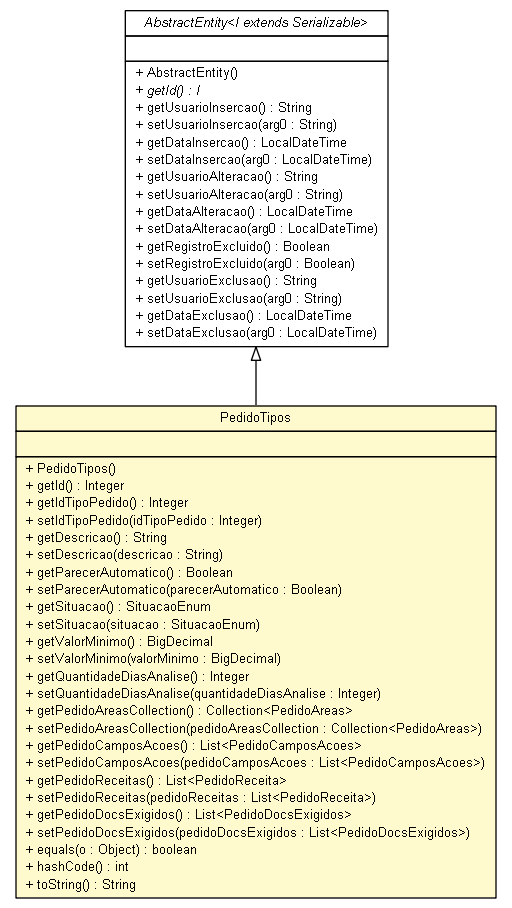 AbstractEntity<I extends Serializable>
+ AbstractEntity()
+ getId() : I
+ getUsuarioInsercao() : String
+ setUsuarioInsercao(arg0 : String)
+ getDataInsercao() : LocalDateTime
+ setDataInsercao(arg0 : LocalDateTime)
+ getUsuarioAlteracao() : String
+ setUsuarioAlteracao(arg0 : String)
+ getDataAlteracao() : LocalDateTime
+ setDataAlteracao(arg0 : LocalDateTime)
+ getRegistroExcluido() : Boolean
+ setRegistroExcluido(arg0 : Boolean)
+ getUsuarioExclusao() : String
+ setUsuarioExclusao(arg0 : String)
+ getDataExclusao() : LocalDateTime
+ setDataExclusao(arg0 : LocalDateTime)
PedidoTipos
+ PedidoTipos()
+ getId() : Integer
+ getIdTipoPedido() : Integer
+ setIdTipoPedido(idTipoPedido : Integer)
+ getDescricao() : String
+ setDescricao(descricao : String)
+ getParecerAutomatico() : Boolean
+ setParecerAutomatico(parecerAutomatico : Boolean)
+ getSituacao() : SituacaoEnum
+ setSituacao(situacao : SituacaoEnum)
+ getValorMinimo() : BigDecimal
+ setValorMinimo(valorMinimo : BigDecimal)
+ getQuantidadeDiasAnalise() : Integer
+ setQuantidadeDiasAnalise(quantidadeDiasAnalise : Integer)
+ getPedidoAreasCollection() : Collection<PedidoAreas>
+ setPedidoAreasCollection(pedidoAreasCollection : Collection<PedidoAreas>)
+ getPedidoCamposAcoes() : List<PedidoCamposAcoes>
+ setPedidoCamposAcoes(pedidoCamposAcoes : List<PedidoCamposAcoes>)
+ getPedidoReceitas() : List<PedidoReceita>
+ setPedidoReceitas(pedidoReceitas : List<PedidoReceita>)
+ getPedidoDocsExigidos() : List<PedidoDocsExigidos>
+ setPedidoDocsExigidos(pedidoDocsExigidos : List<PedidoDocsExigidos>)
+ equals(o : Object) : boolean
+ hashCode() : int
+ toString() : String